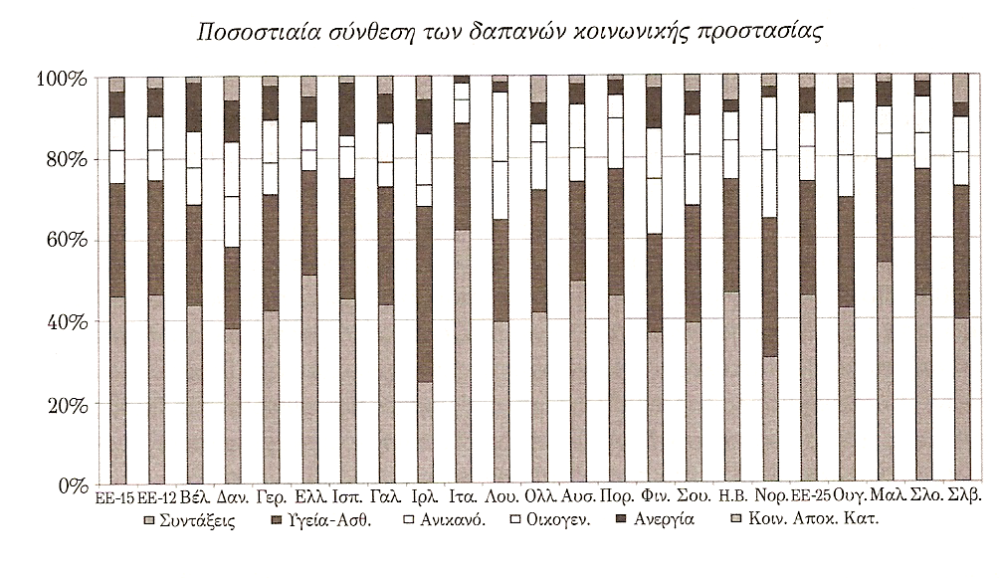 Ποσοστιαία σύνθεση των δαπανών κοινωνικής προστασίας
100%
80%
60%
40%
20%
0%
ΕΕ-15 ΕΕ-12 Βέλ. Δαν. Γερ. Ελλ. Ισπ. Γαλ. Ιρλ. Ιτα. Λου. Ολλ. Αυσ. Πορ. Φιν. Σου. Η.Β. Νορ. ΕΕ-25 Ουγ. Μαλ. Σλο. Σλβ.
Συντάξεις Υγεία-Ασθ. Ανικανό. Οικογεν. Ανεργία Κοιν. Αποκ. Κατ.